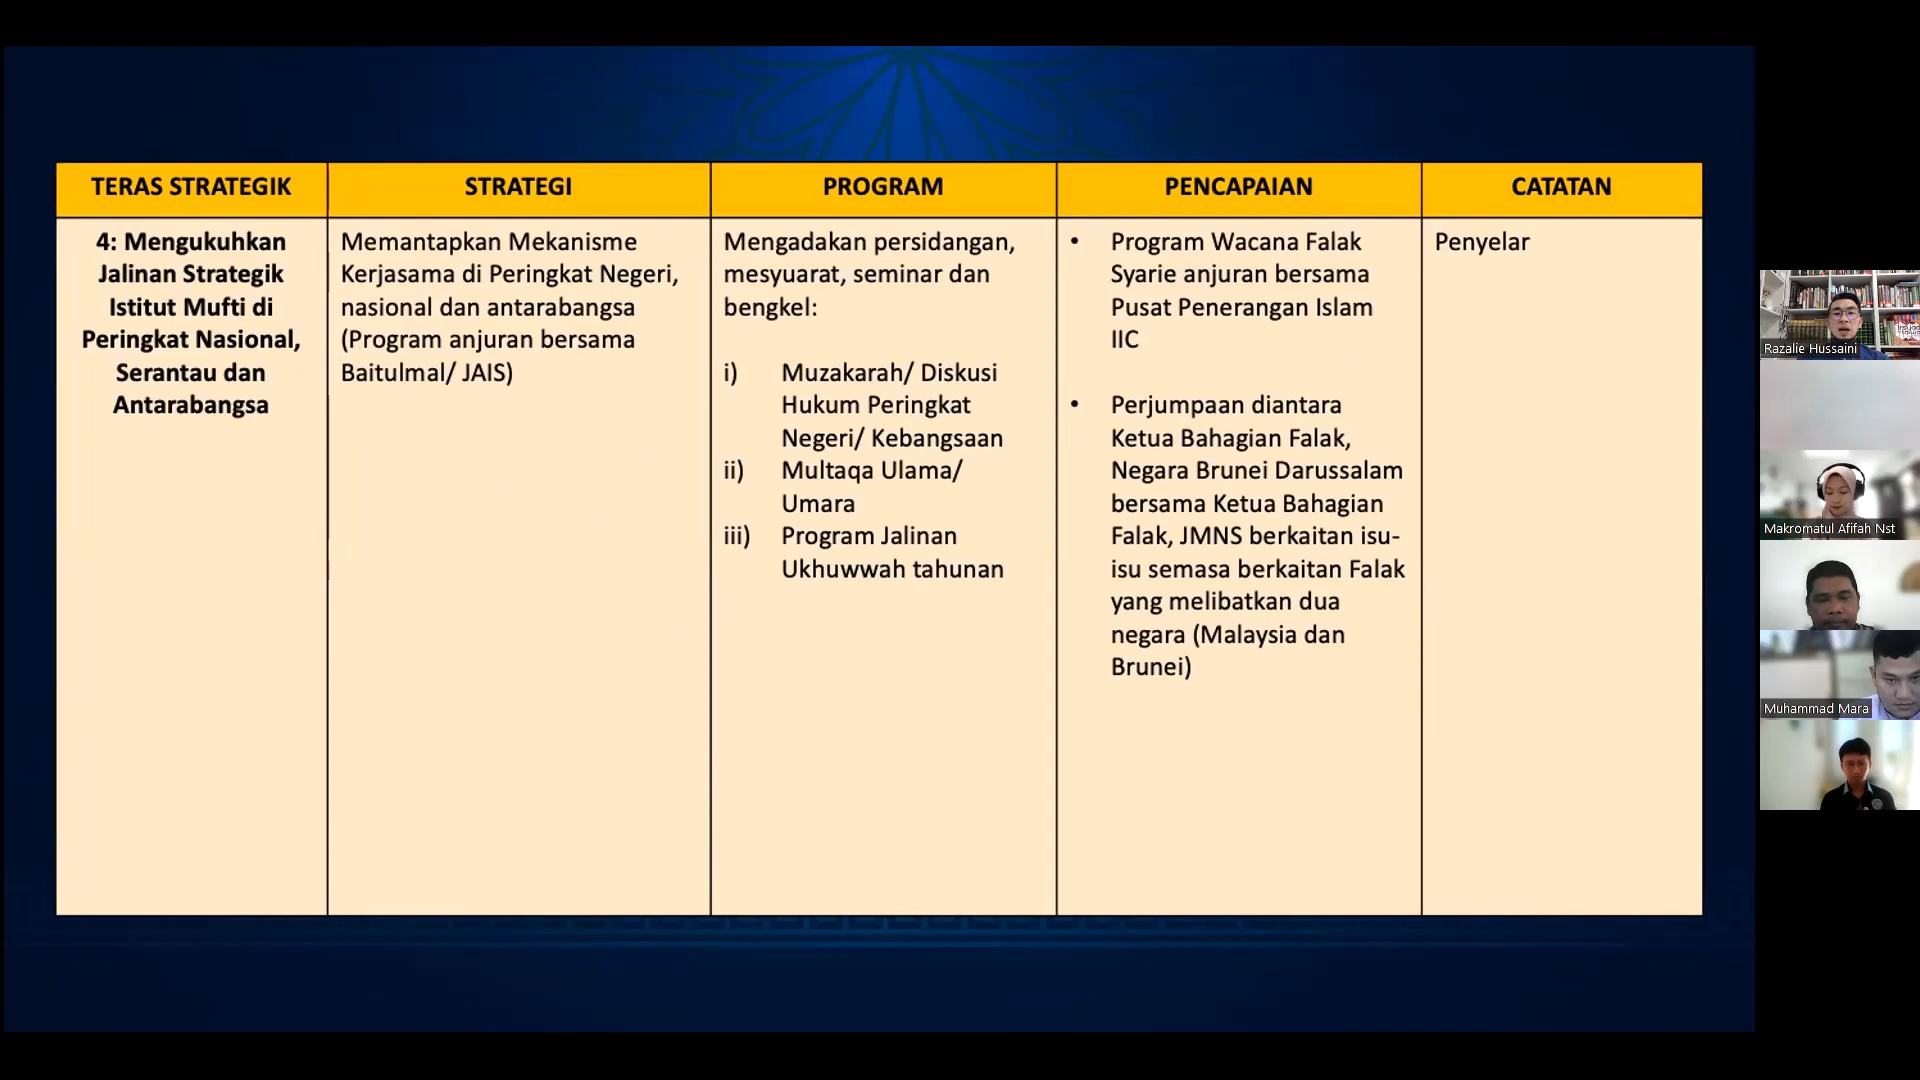 TERAS STRATEGIK
STRATEGI
PROGRAM
PENCAPAIAN
CATATAN
4: Mengukuhkan
Jalinan Strategik
Istitut Mufti di
Peringkat Nasional,
Serantau dan
Antarabangsa
Memantapkan Mekanisme
Kerjasama di Peringkat Negeri,
nasional dan antarabangsa
(Program anjuran bersama
Baitulmal/ JAIS)
Mengadakan persidangan,
mesyuarat, seminar dan
bengkel:
i) Muzakarah/ Diskusi
Hukum Peringkat
Negeri/ Kebangsaan
ii) Multaqa Ulama/
Umara
iii) Program Jalinan
Ukhuwwah tahunan
• Program Wacana Falak
Syarie anjuran bersama
Pusat Penerangan Islam
IIC
• Perjumpaan diantara
Ketua Bahagian Falak,
Negara Brunei Darussalam
bersama Ketua Bahagian
Falak, JMNS berkaitan isu-
isu semasa berkaitan Falak
yang melibatkan dua
negara (Malaysia dan
Brunei)
Penyelar
Razalie Hussaini
Makromatul Afifah Nst
Muhammad Mara